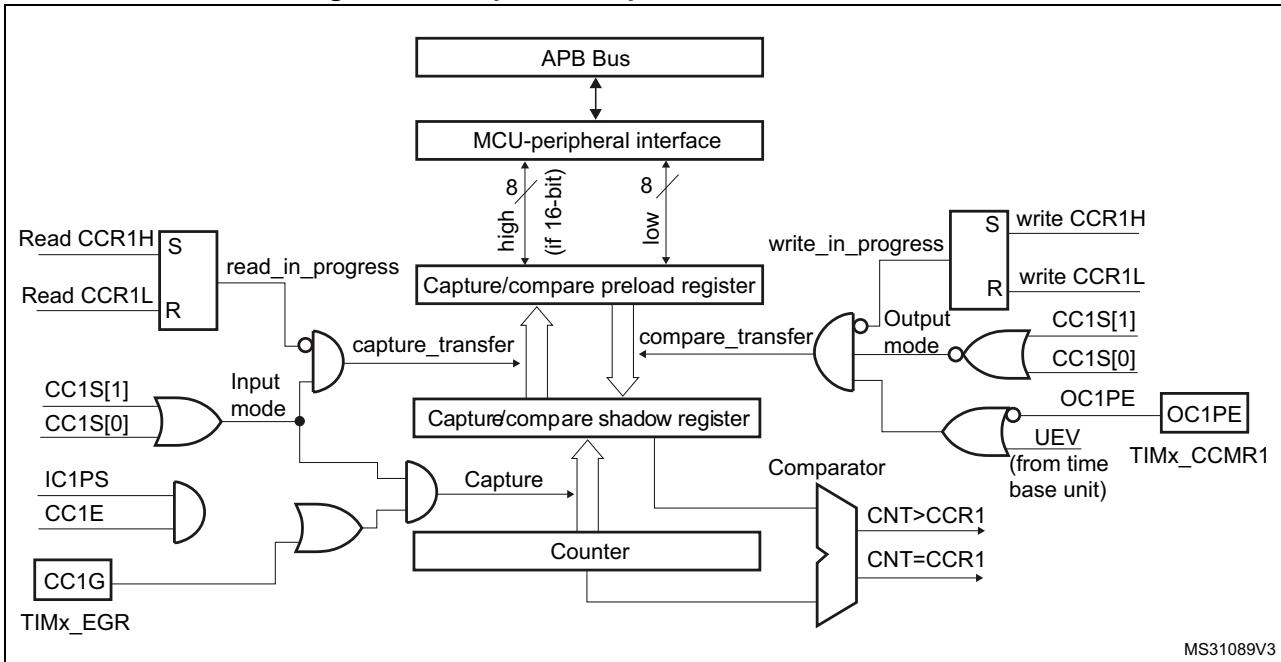 APB Bus
MCU-peripheral interface
8
high
(if 16-bit)
8
low
Read CCR1H
S
read_in_progress
Read CCR1L
R
write_in_progress
S
write CCR1H
R
write CCR1L
Capture/compare preload register
capture_transfer
compare_transfer
Output
mode
CC1S[1]
CC1S[0]
CC1S[1]
CC1S[0]
Input
mode
Capture/compare shadow register
OC1PE
OC1PE
UEV
(from time
base unit)
TIMx_CCMR1
IC1PS
CC1E
Capture
Comparator
CNT>CCR1
CNT=CCR1
Counter
CC1G
TIMx_EGR
MS31089V3